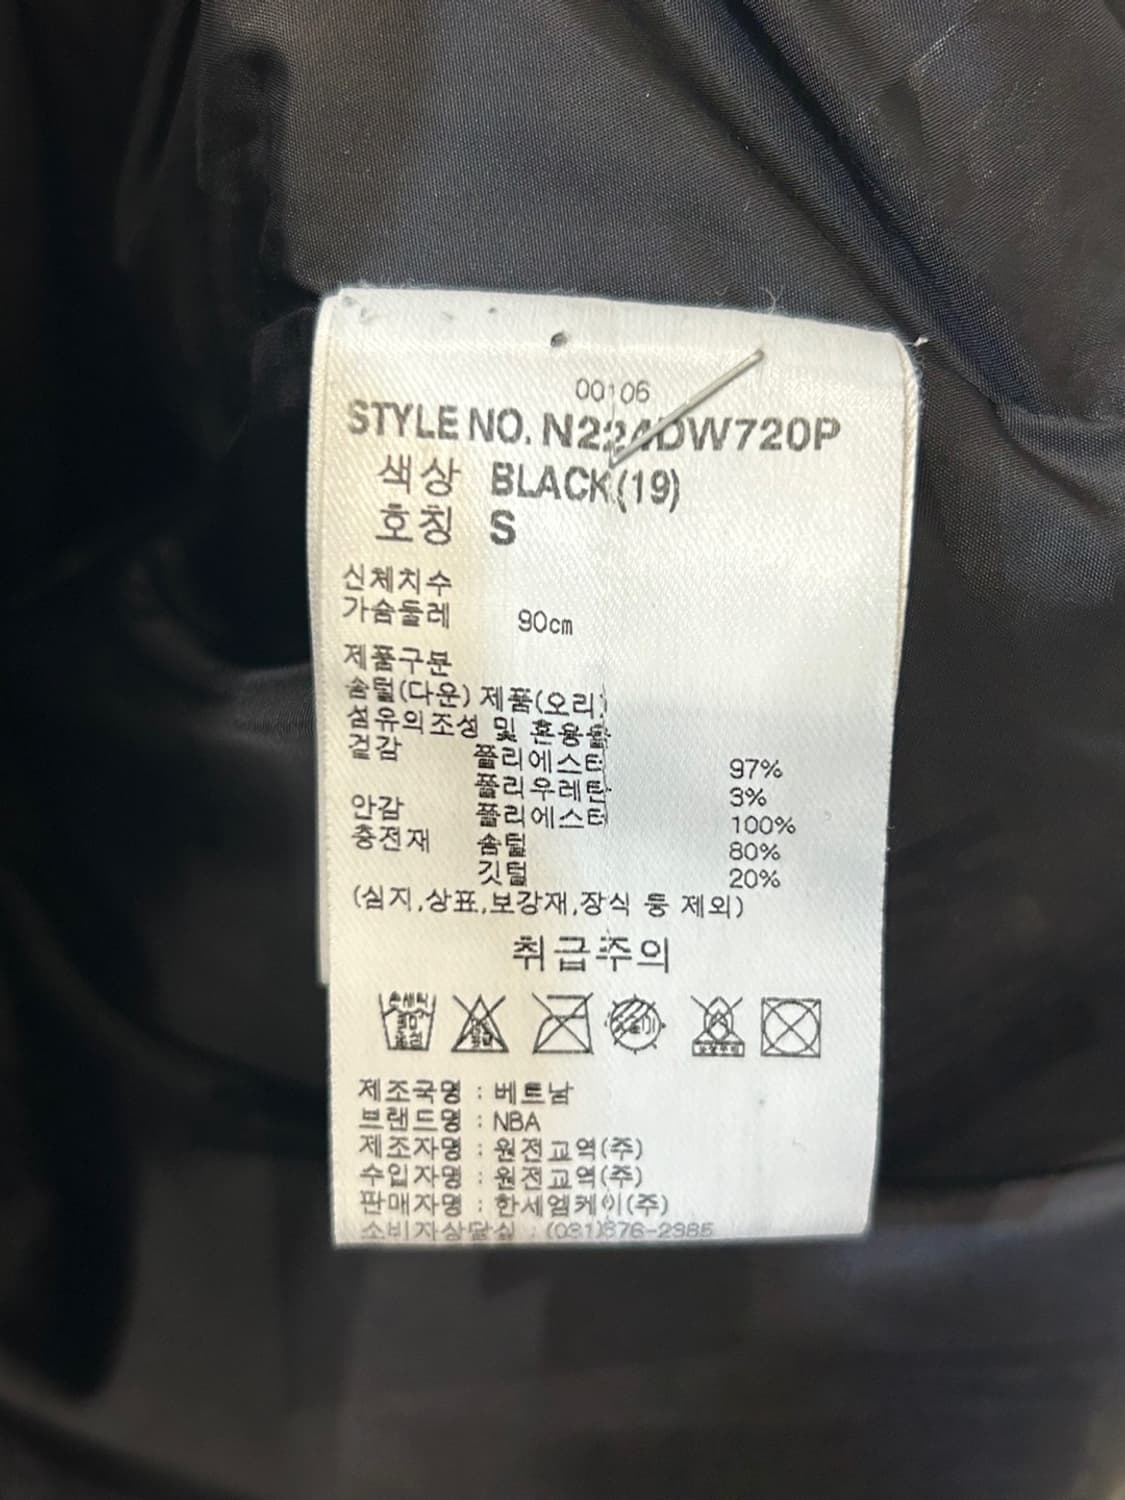 00106
STYLE NO. N224DW720P
색상 BLACK(19)
호칭 S
신체치수
가슴둘레 90cm
제품구분
솜털(다운) 제품(오리)
섬유의조성 및 혼용율
겉감 폴리에스터 97%
폴리우레탄 3%
안감 폴리에스터 100%
충전재 솜털 80%
깃털 20%
(심지,상표,보강재,장식 등 제외)
취급주의
손세탁
제조국명 : 베트남
브랜드명 : NBA
제조자명 : 원전교역(주)
수입자명 : 원전교역(주)
판매자명 : 한세엠케이(주)
소비자상담실 : (031)876-2385